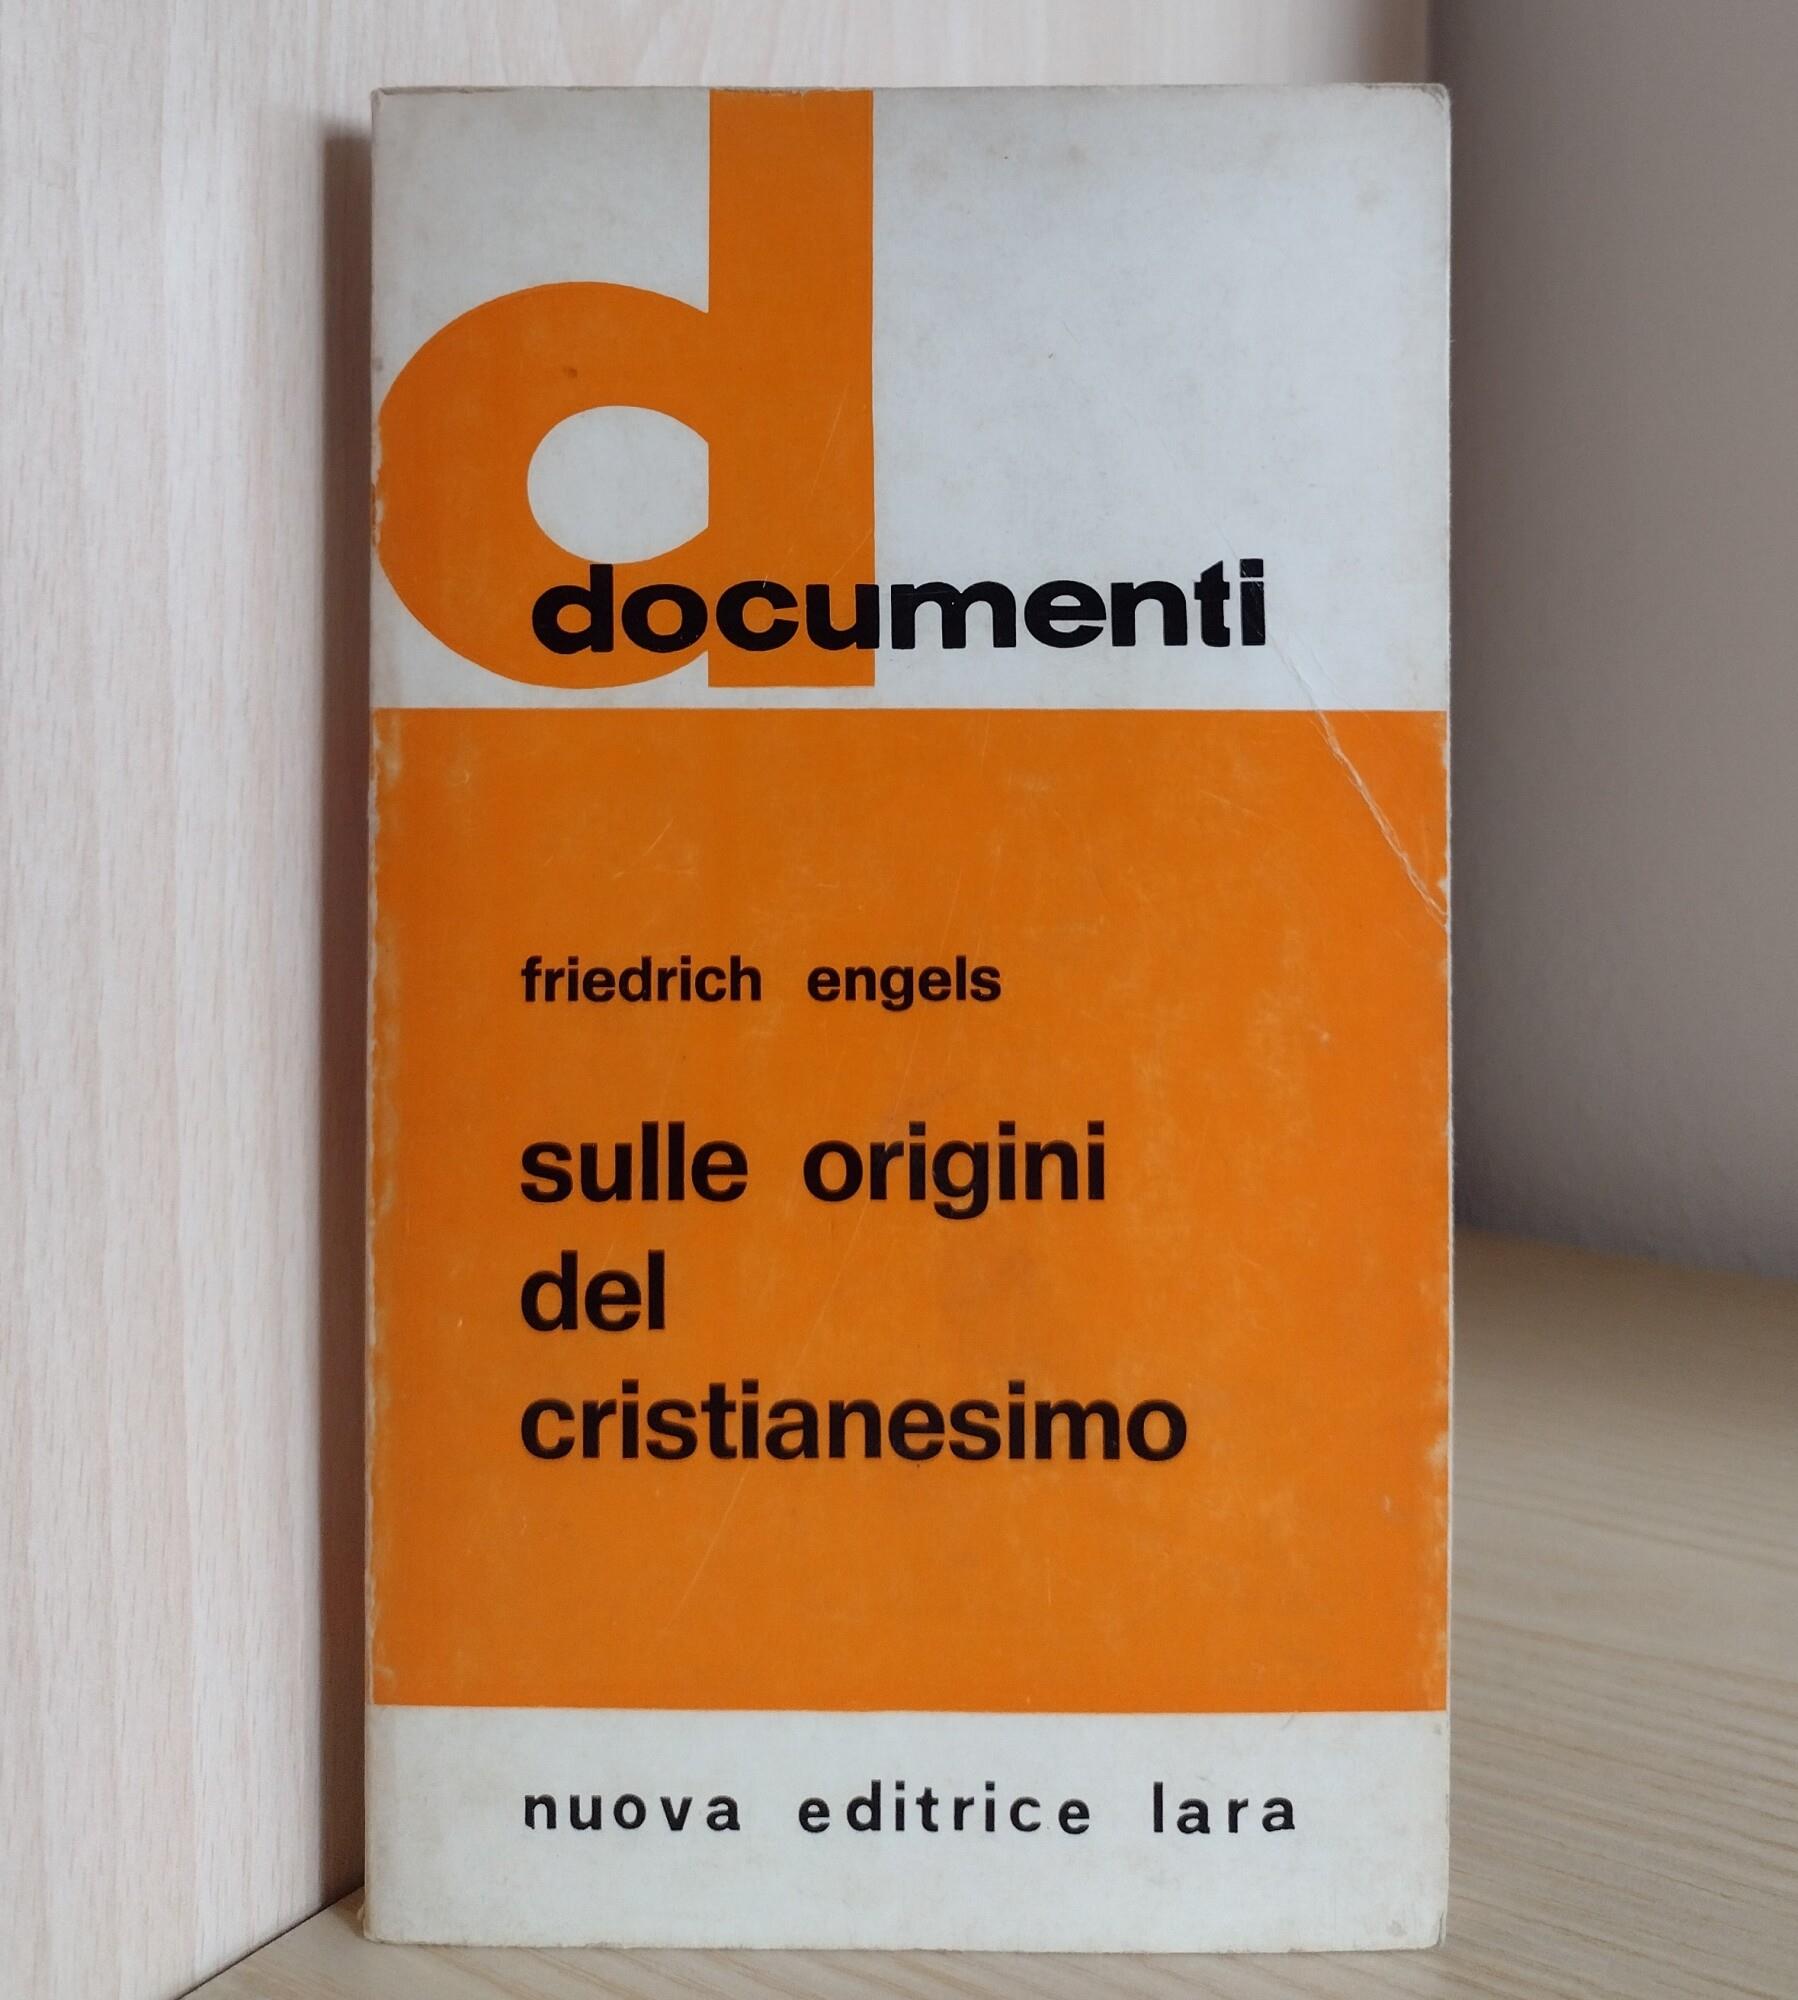 d
documenti
friedrich engels
sulle origini
del
cristianesimo
nuova editrice lara